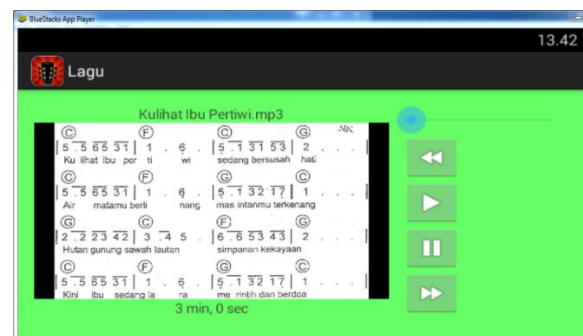 BlueStacks App Player
13.42
Lagu
Kulihat Ibu Pertiwi.mp3
C F C G
5 . 5 6 5 3 1 1 . 6 . 5 . 1 3 1 5 3 2 . . .
Ku lihat ibu per ti wi sedang bersusah hati
C F G C
5 . 5 6 5 3 1 1 . 6 . 5 . 1 3 2 1 7 1 . . .
Air matamu berli nang mas intanmu terkenang
G C F G
2 . 2 2 3 4 2 3 . 4 5 . 6 . 6 5 3 4 3 2 . . .
Hutan gunung sawah lautan simpanan kekayaan
C F G C
5 . 5 6 5 3 1 1 . 6 . 5 . 1 3 2 1 7 1 . . .
Kini ibu sedang la ra me rintih dan berdoa
3 min, 0 sec